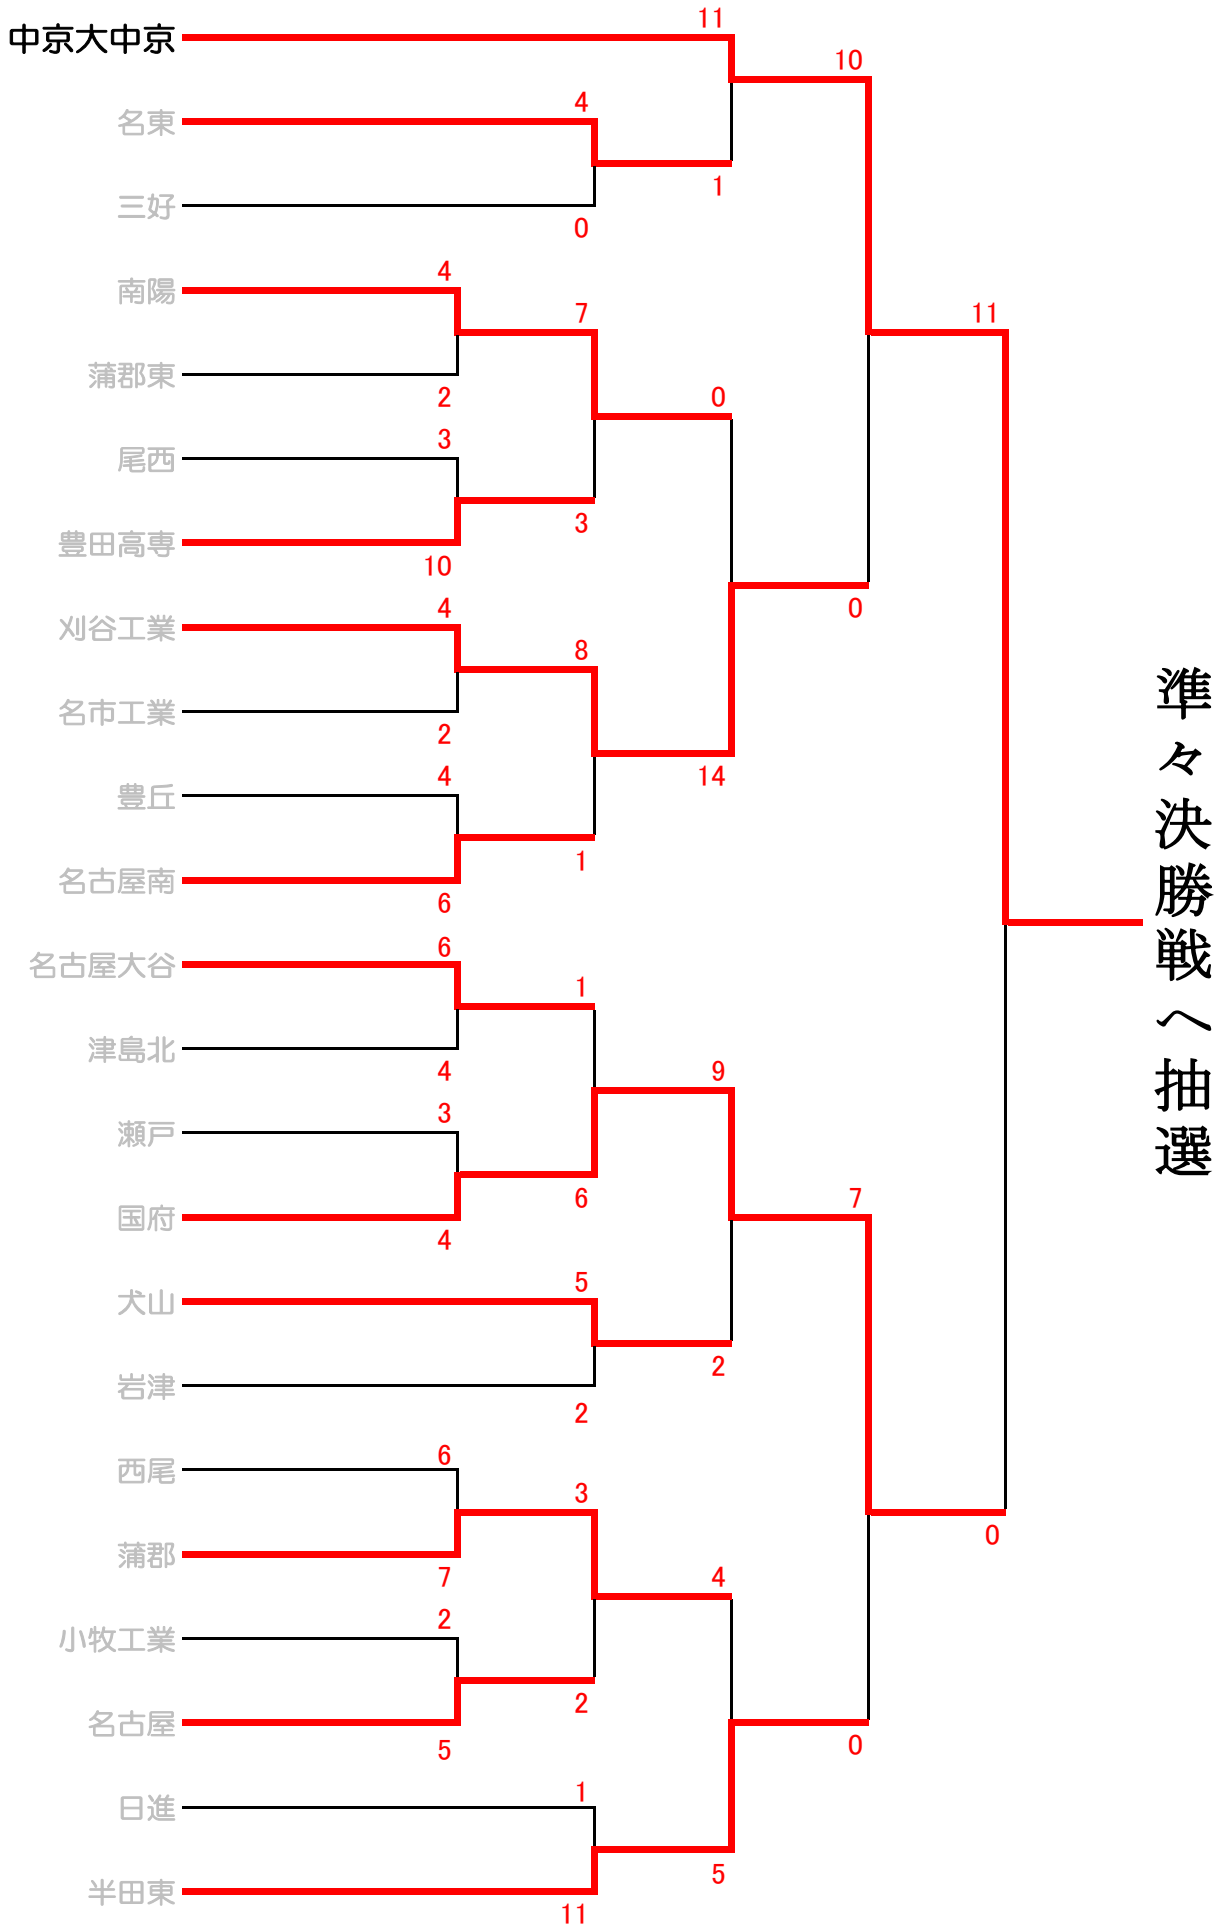 中京大中京
名東
三好
南陽
蒲郡東
尾西
豊田高専
刈谷工業
名市工業
豊丘
名古屋南
名古屋大谷
津島北
瀬戸
国府
犬山
岩津
西尾
蒲郡
小牧工業
名古屋
日進
半田東
4
2
3
10
4
2
4
6
6
4
3
4
6
7
2
5
4
0
7
3
8
1
1
6
5
2
3
2
1
11
11
1
0
14
9
2
4
5
10
0
7
0
11
0
準々決勝戦へ抽選